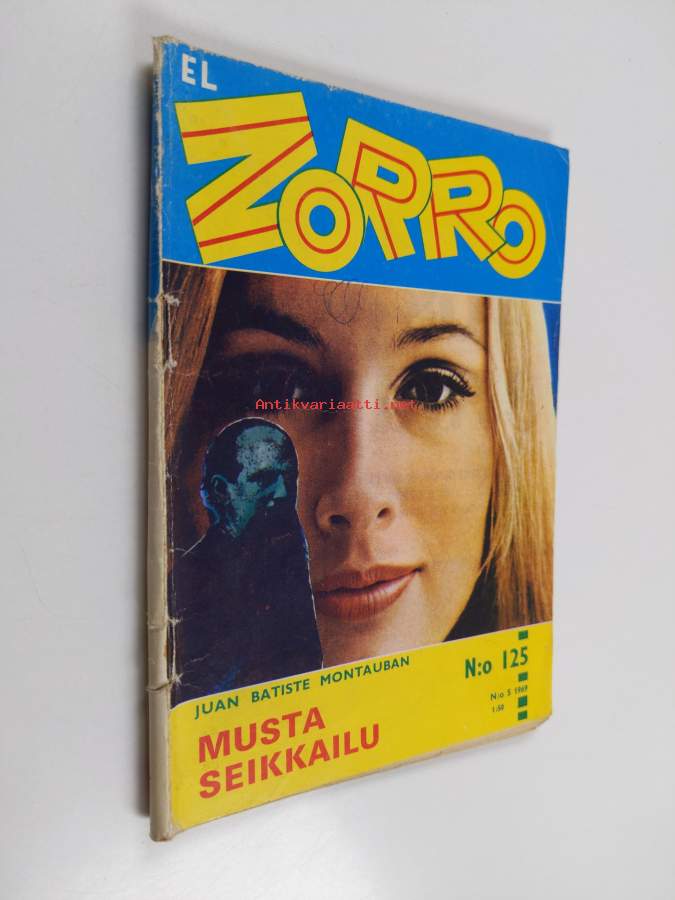 EL
ZORRO
Antikvariaatti.net
JUAN BATISTE MONTAUBAN
N:o 125
N:o 5 1969
1:50
MUSTA
SEIKKAILU